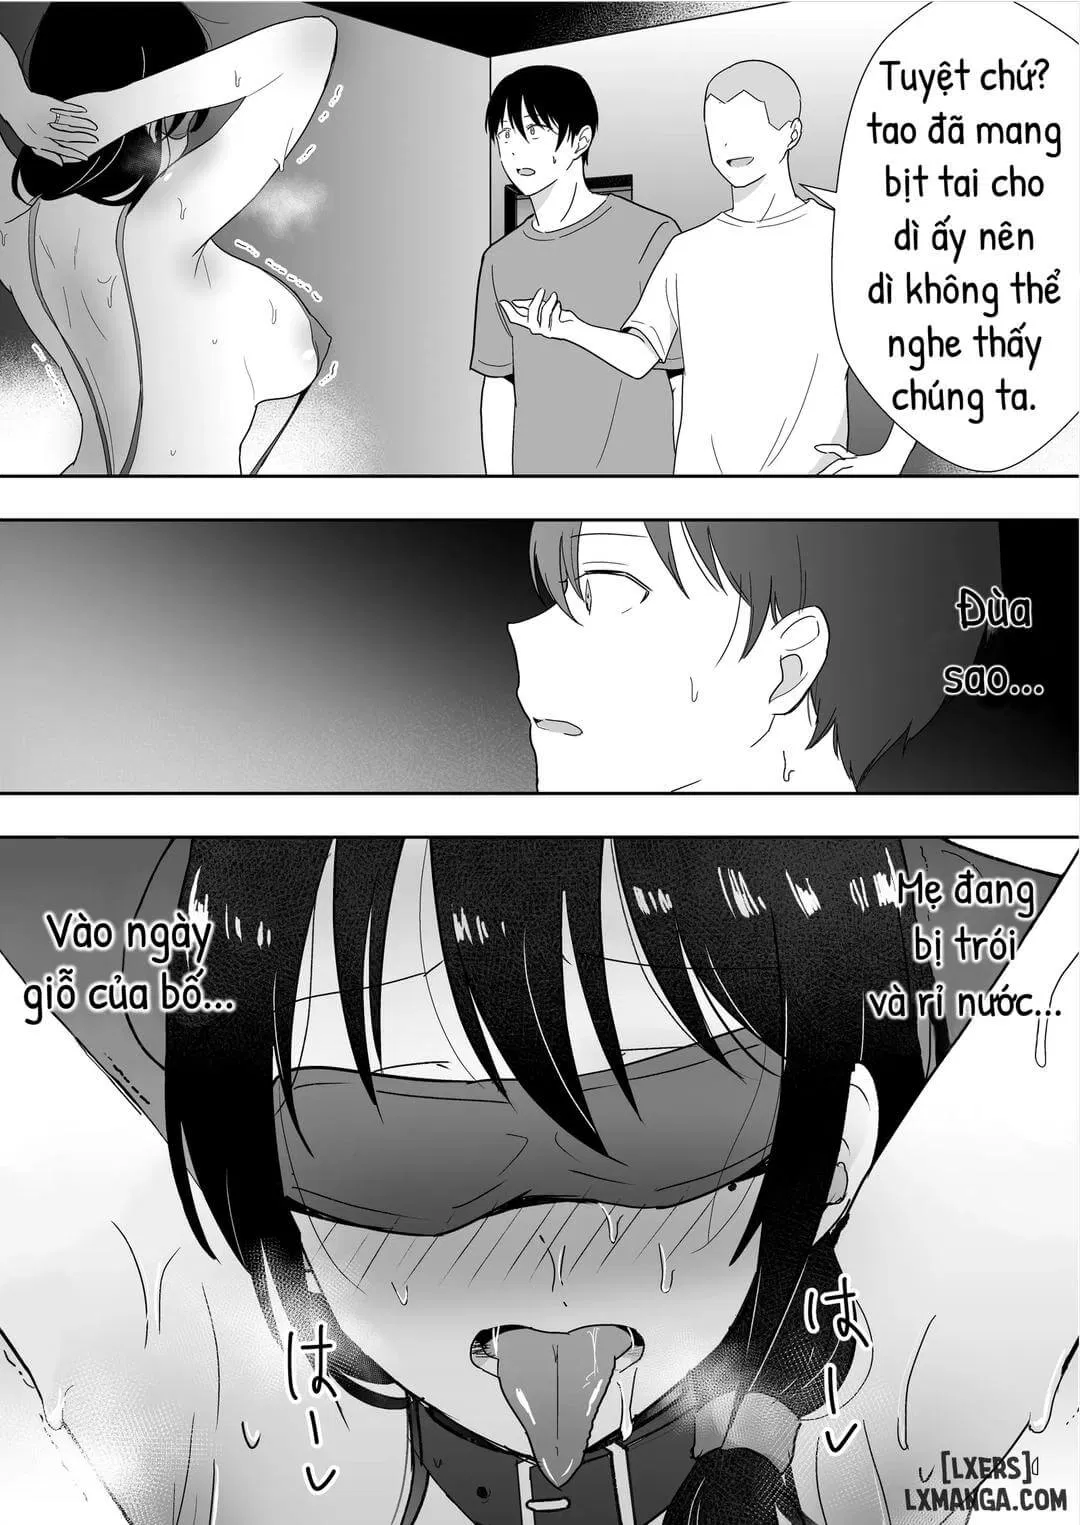 Tuyệt chứ?
tao đã mang
bịt tai cho
dì ấy nên
dì không thể
nghe thấy
chúng ta.
Đùa
sao...
Mẹ đang
bị trói
và rỉ nước...
Vào ngày
giỗ của bố...
はー
はー
[LXERS]
LXMANGA.COM